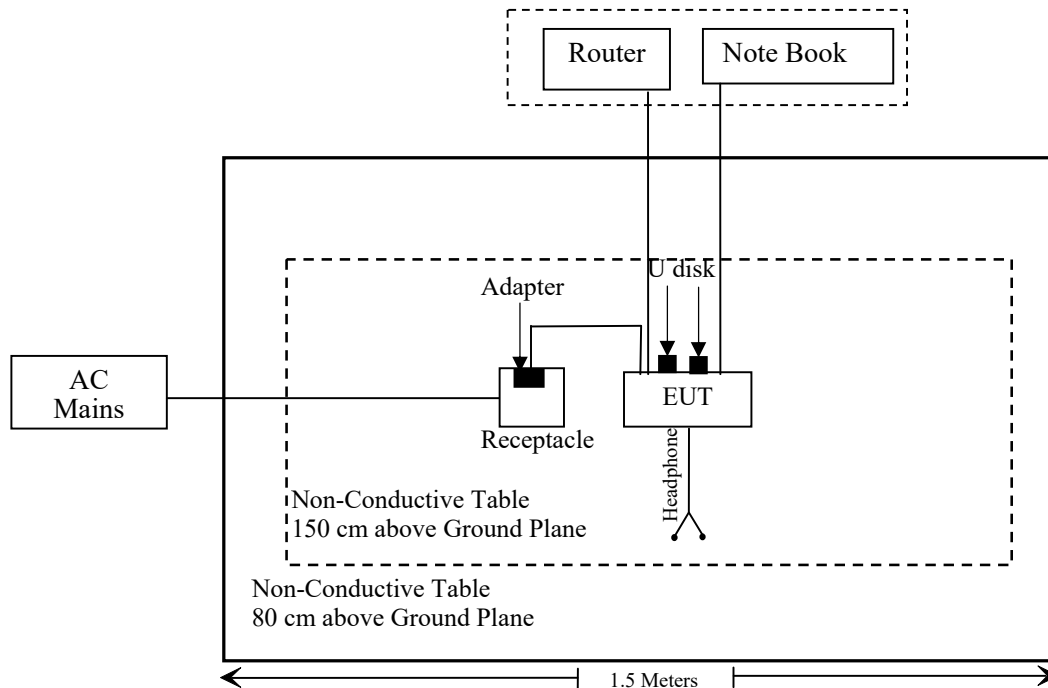 Router
Note Book
U disk
Adapter
AC
Mains
EUT
Receptacle
Headphone
Non-Conductive Table
150 cm above Ground Plane
Non-Conductive Table
80 cm above Ground Plane
1.5 Meters